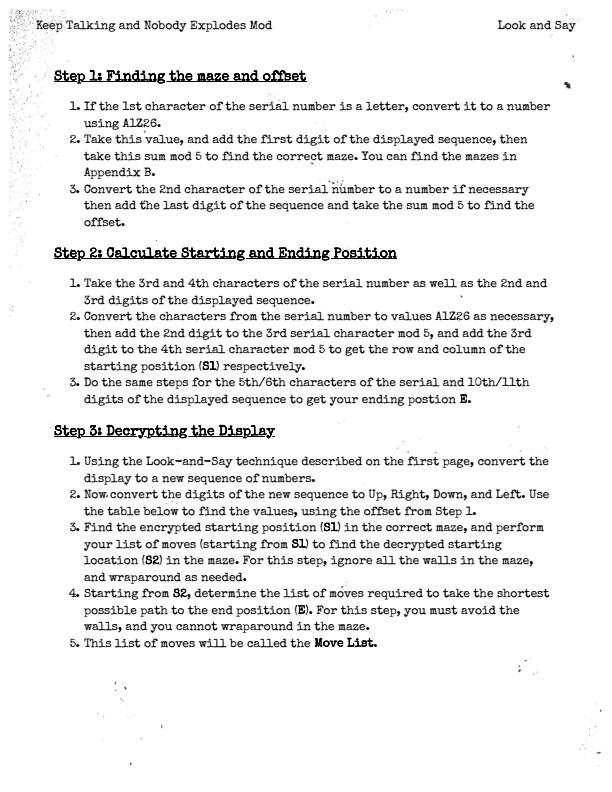 Keep Talking and Nobody Explodes Mod
Look and Say
Step 1: Finding the maze and offset
1. If the 1st character of the serial number is a letter, convert it to a number
using A1Z26.
2. Take this value, and add the first digit of the displayed sequence, then
take this sum mod 5 to find the correct maze. You can find the mazes in
Appendix B.
3. Convert the 2nd character of the serial number to a number if necessary
then add the last digit of the sequence and take the sum mod 5 to find the
offset.
Step 2: Calculate Starting and Ending Position
1. Take the 3rd and 4th characters of the serial number as well as the 2nd and
3rd digits of the displayed sequence.
2. Convert the characters from the serial number to values A1Z26 as necessary,
then add the 2nd digit to the 3rd serial character mod 5, and add the 3rd
digit to the 4th serial character mod 5 to get the row and column of the
starting position (S1) respectively.
3. Do the same steps for the 5th/6th characters of the serial and 10th/11th
digits of the displayed sequence to get your ending postion E.
Step 3: Decrypting the Display
1. Using the Look-and-Say technique described on the first page, convert the
display to a new sequence of numbers.
2. Now convert the digits of the new sequence to Up, Right, Down, and Left. Use
the table below to find the values, using the offset from Step 1.
3. Find the encrypted starting position (S1) in the correct maze, and perform
your list of moves (starting from S1) to find the decrypted starting
location (S2) in the maze. For this step, ignore all the walls in the maze,
and wraparound as needed.
4. Starting from S2, determine the list of moves required to take the shortest
possible path to the end position (E). For this step, you must avoid the
walls, and you cannot wraparound in the maze.
5. This list of moves will be called the Move List.